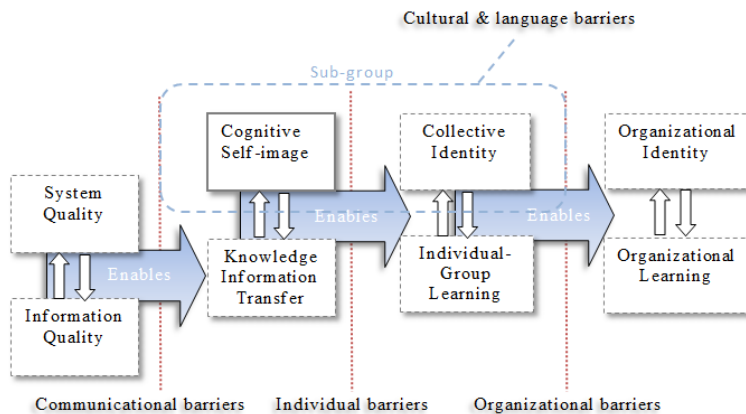 Cultural & language barriers
Sub-group
Cognitive
Self-image
Collective
Identity
Organizational
Identity
System
Quality
Enables
Enables
Enables
Knowledge
Information
Transfer
Individual-
Group
Learning
Organizational
Learning
Information
Quality
Communicational barriers
Individual barriers
Organizational barriers